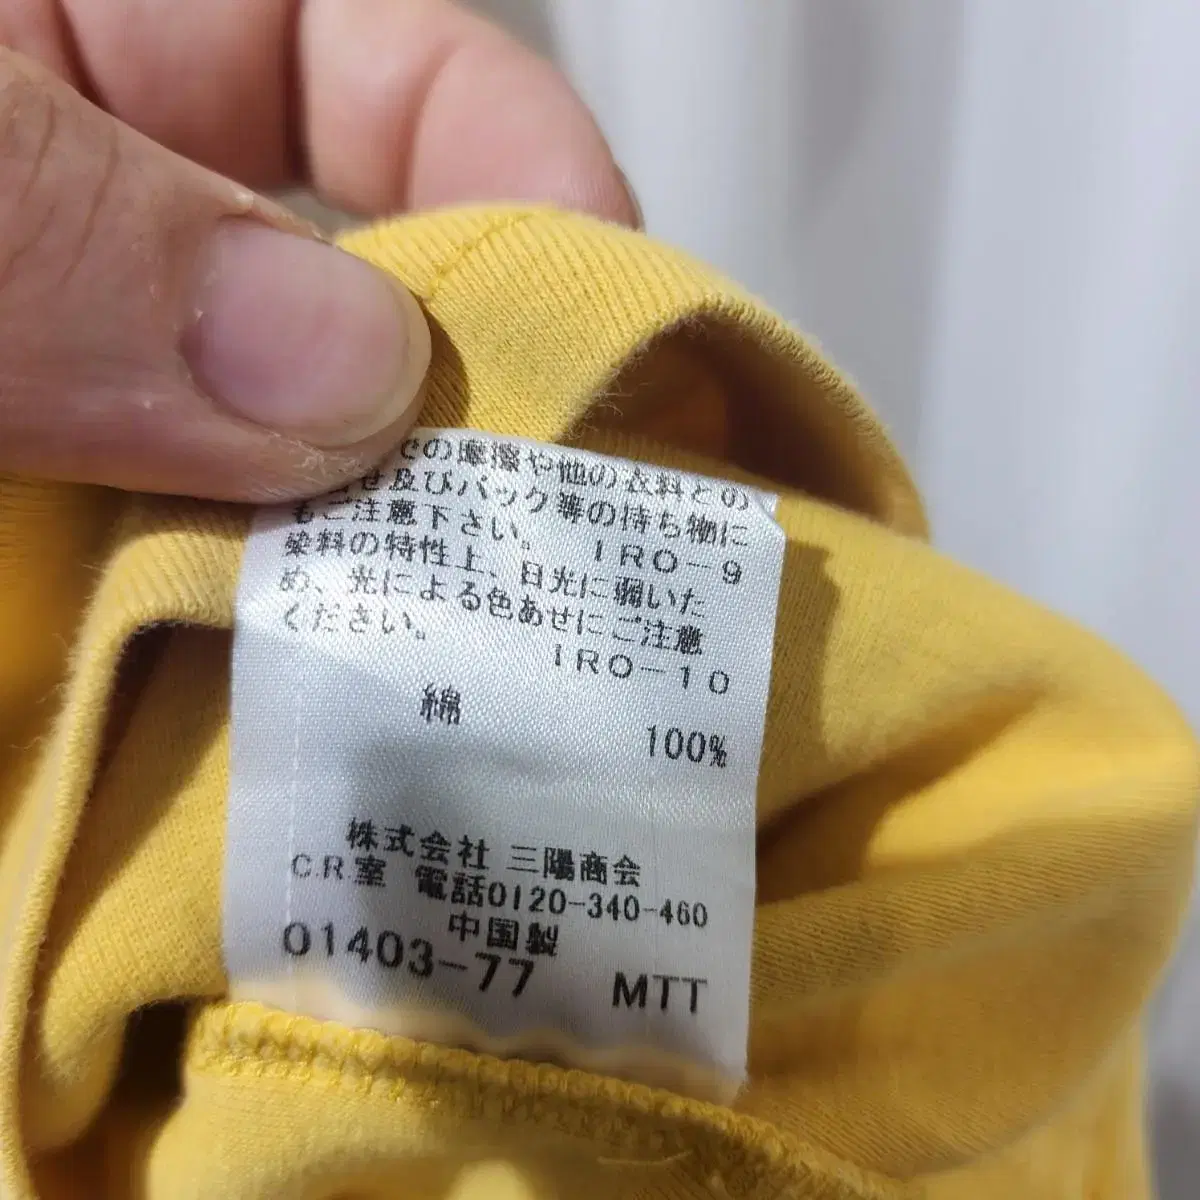 での摩擦や他の衣料との
せ及びバック等の持ち物に
もご注意下さい。 IRO-9
染料の特性上、日光に弱いた
め、光による色あせにご注意
ください。
IRO-10
綿
100%
株式会社 三陽商会
C.R.室 電話0120-340-460
中国製
01403-77 MTT